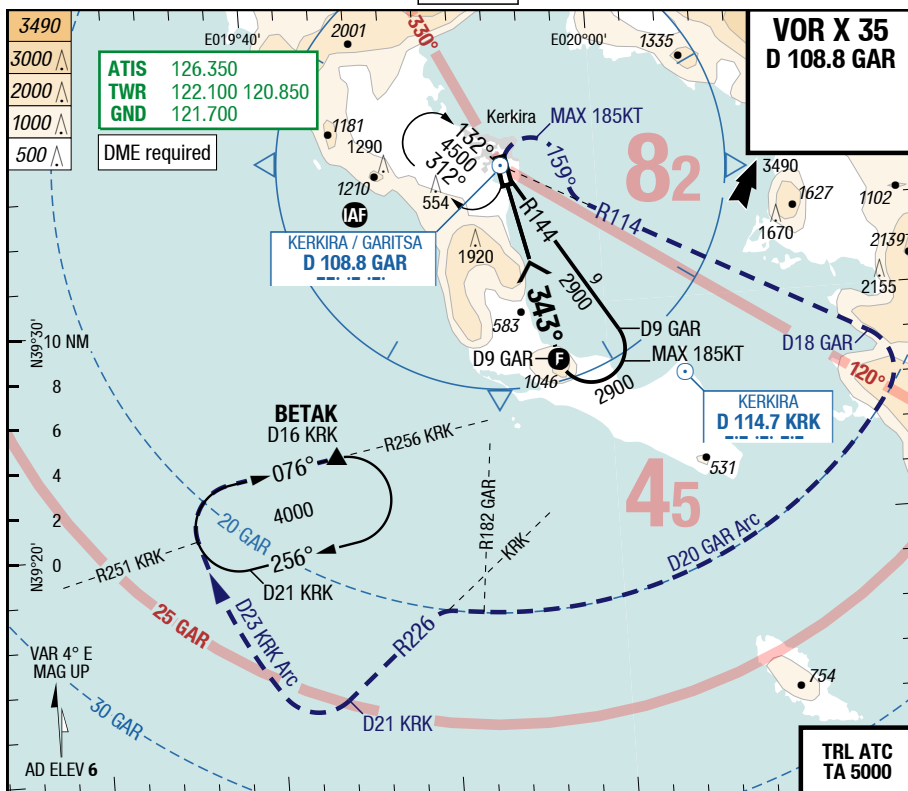 3490
3000
2000
1000
500
E019°40'
2001
330°
E020°00'
1335
VOR X 35
D 108.8 GAR
ATIS 126.350
TWR 122.100 120.850
GND 121.700
DME required
1181
1290
1210
IAF
132°
4500
312°
554
Kerkira
MAX 185KT
159°
82
R114
3490
1627
1102
1670
2139
2155
KERKIRA / GARITSA
D 108.8 GAR
1920
R144
9
2900
343°
583
D9 GAR
D9 GAR
F
MAX 185KT
1046
2900
D18 GAR
120°
KERKIRA
D 114.7 KRK
N39°30'
10 NM
8
6
4
2
0
N39°20'
BETAK
D16 KRK
R256 KRK
076°
4000
256°
20 GAR
R251 KRK
D21 KRK
R182 GAR
KRK
531
45
D20 GAR Arc
D23 KRK Arc
R226
25 GAR
D21 KRK
30 GAR
VAR 4° E
MAG UP
AD ELEV 6
754
TRL ATC
TA 5000